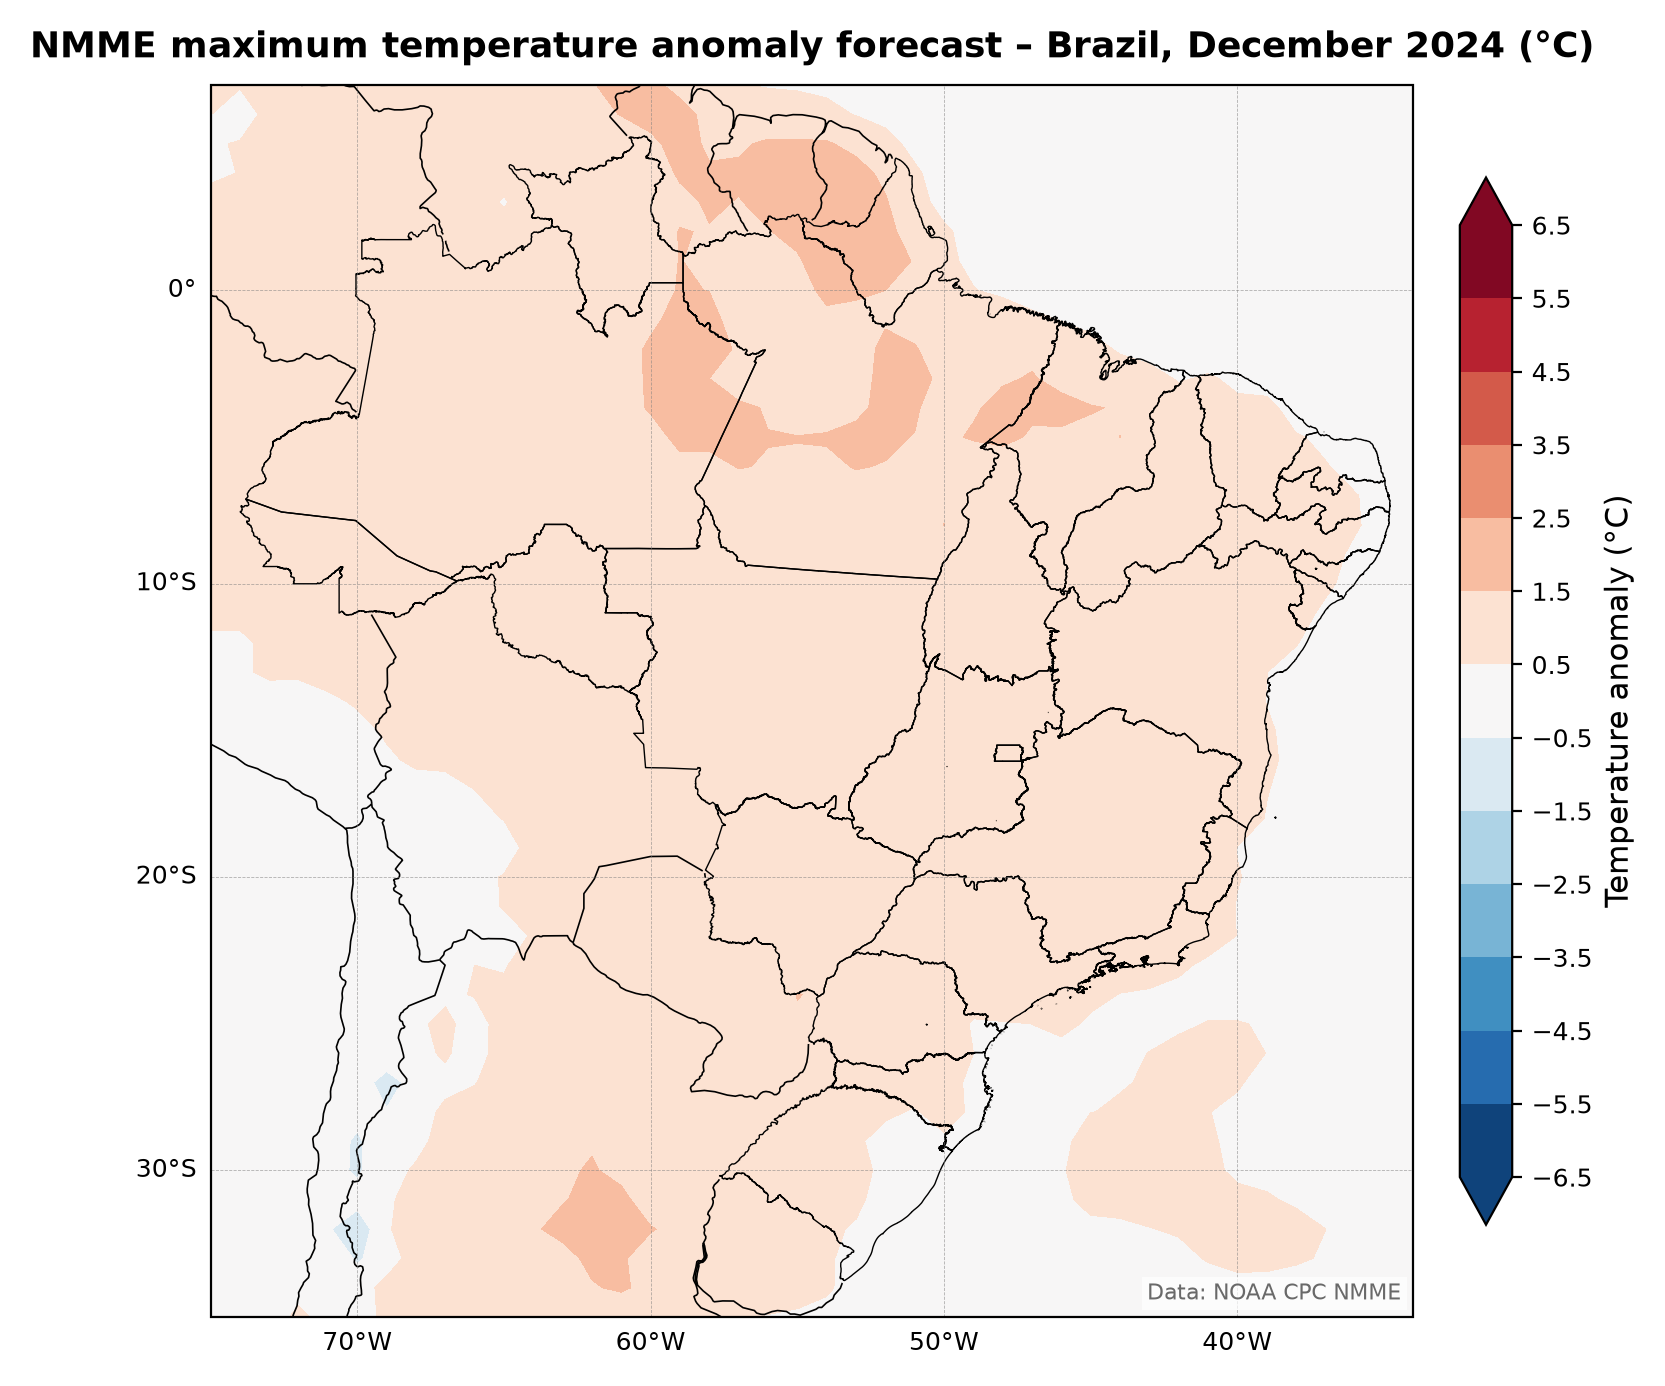 NMME maximum temperature anomaly forecast – Brazil, December 2024 (°C)
0°
10°S
20°S
30°S
70°W
60°W
50°W
40°W
6.5
5.5
4.5
3.5
2.5
1.5
0.5
−0.5
−1.5
−2.5
−3.5
−4.5
−5.5
−6.5
Temperature anomaly (°C)
Data: NOAA CPC NMME